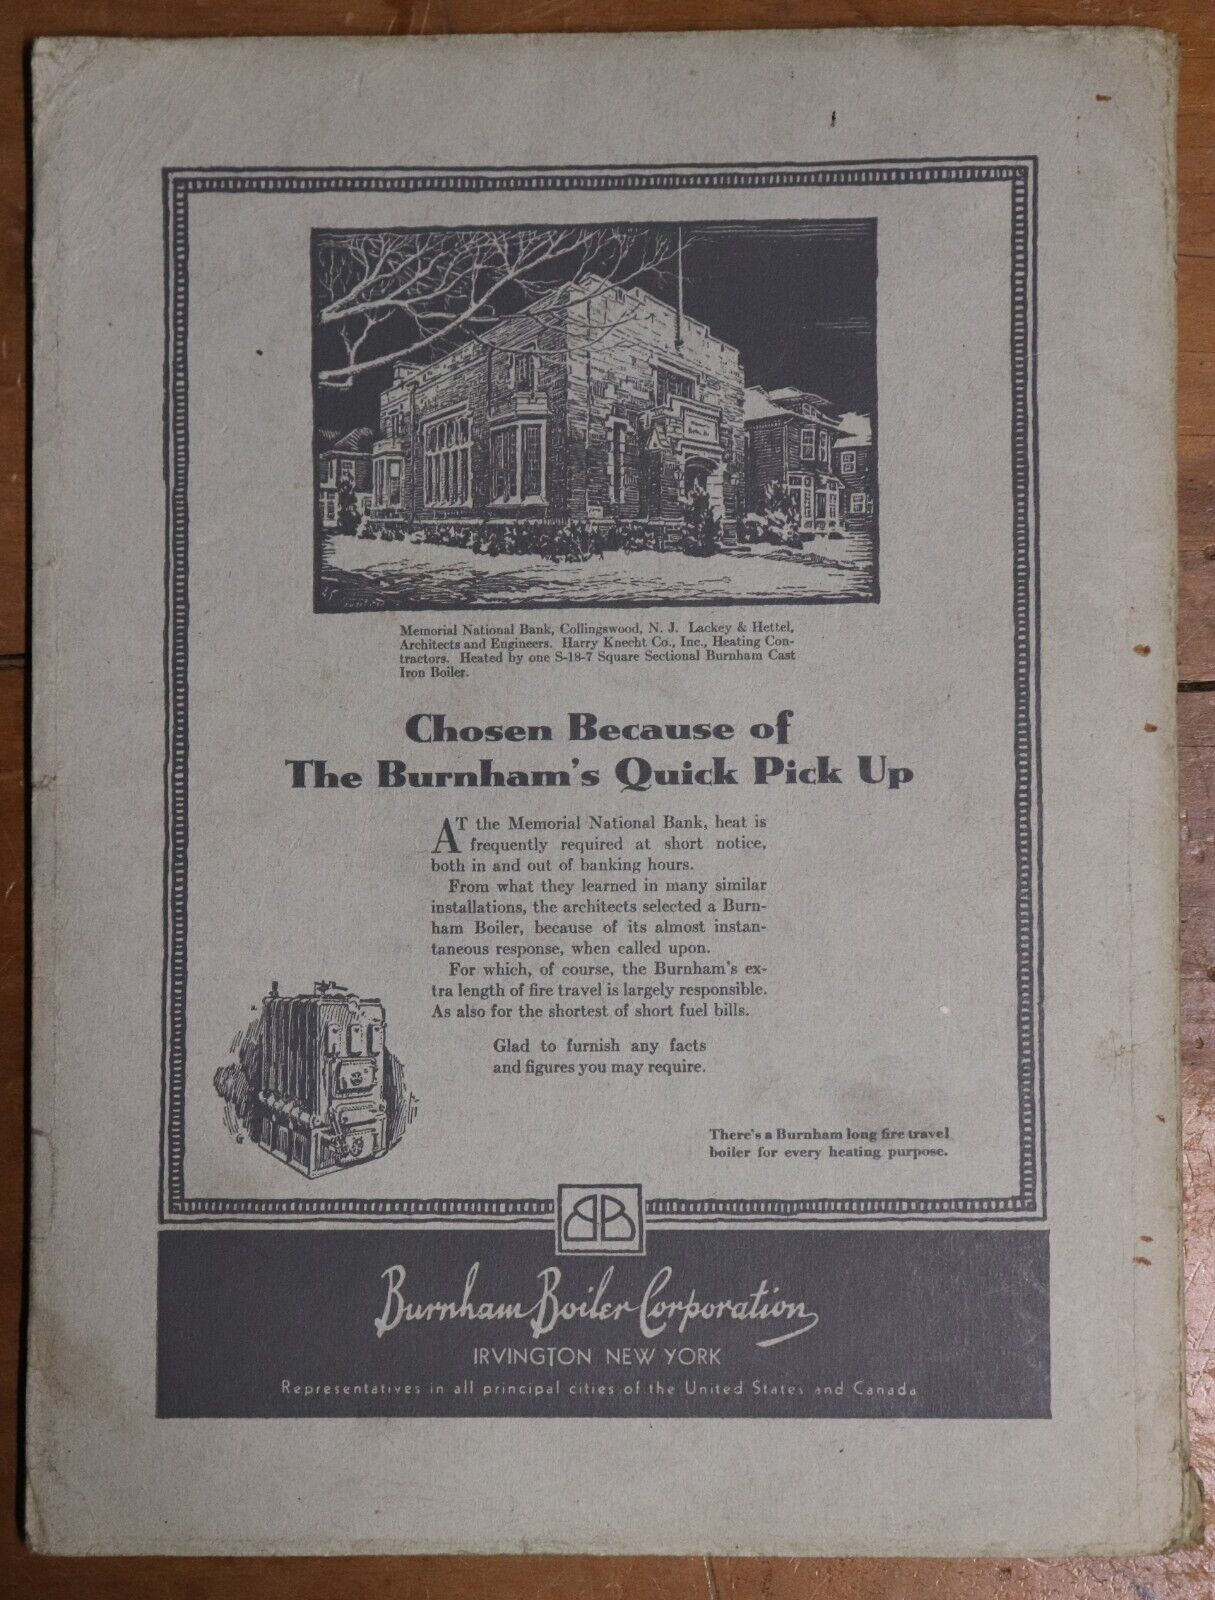 Memorial National Bank, Collingswood, N. J. Lackey & Hettel,
Architects and Engineers. Harry Knecht Co., Inc., Heating Con-
tractors. Heated by one S-18-7 Square Sectional Burnham Cast
Iron Boiler.
Chosen Because of
The Burnham's Quick Pick Up
AT the Memorial National Bank, heat is
frequently required at short notice,
both in and out of banking hours.
From what they learned in many similar
installations, the architects selected a Burn-
ham Boiler, because of its almost instan-
taneous response, when called upon.
For which, of course, the Burnham's ex-
tra length of fire travel is largely responsible.
As also for the shortest of short fuel bills.
Glad to furnish any facts
and figures you may require.
There's a Burnham long fire travel
boiler for every heating purpose.
BB
Burnham Boiler Corporation
IRVINGTON NEW YORK
Representatives in all principal cities of the United States and Canada